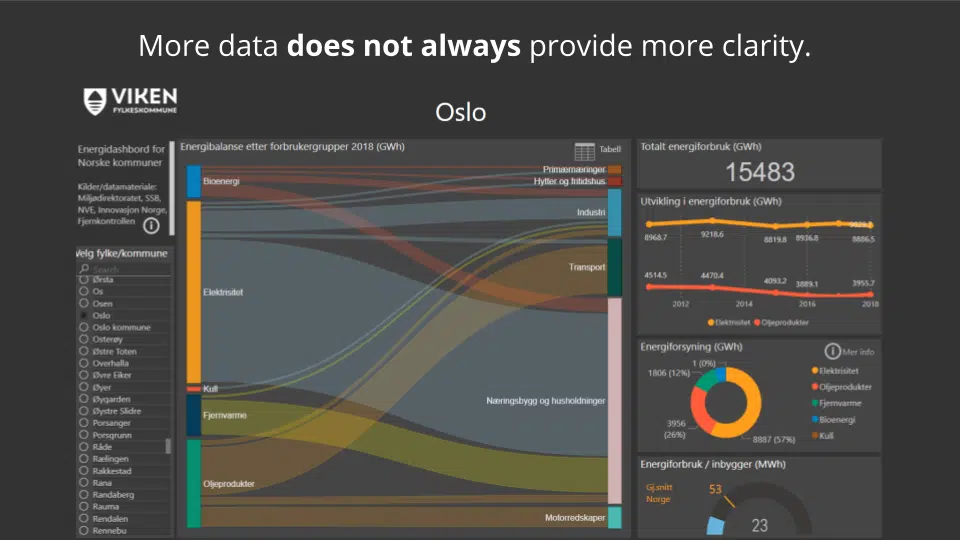 More data does not always provide more clarity.
VIKEN
FYLKESKOMMUNE
Oslo
Energidashbord for
Norske kommuner
Kilder/datamateriale:
Miljødirektoratet, SSB,
NVE, Innovasjon Norge,
Fjernkontrollen
Velg fylke/kommune
Search
Ørsta
Os
Osen
Oslo
Oslo kommune
Osterøy
Østre Toten
Overhalla
Øvre Eiker
Øyer
Øygarden
Øystre Slidre
Porsanger
Porsgrunn
Råde
Rælingen
Rakkestad
Rana
Randaberg
Rauma
Rendalen
Rennebu
Energibalanse etter forbrukergrupper 2018 (GWh)
Tabell
Bioenergi
Elektrisitet
Kull
Fjernvarme
Oljeprodukter
Primærnæringer
Hytter og fritidshus
Industri
Transport
Næringsbygg og husholdninger
Motorredskaper
Totalt energiforbruk (GWh)
15483
Utvikling i energiforbruk (GWh)
8968.7
9218.6
8819.8
8936.8
8886.5
4514.5
4470.4
4093.2
3889.1
3955.7
2012
2014
2016
2018
Elektrisitet
Oljeprodukter
Energiforsyning (GWh)
Mer info
1 (0%)
1806 (12%)
3956
(26%)
8887 (57%)
Elektrisitet
Oljeprodukter
Fjernvarme
Bioenergi
Kull
Energiforbruk / inbygger (MWh)
Gj.snitt
Norge
53
23